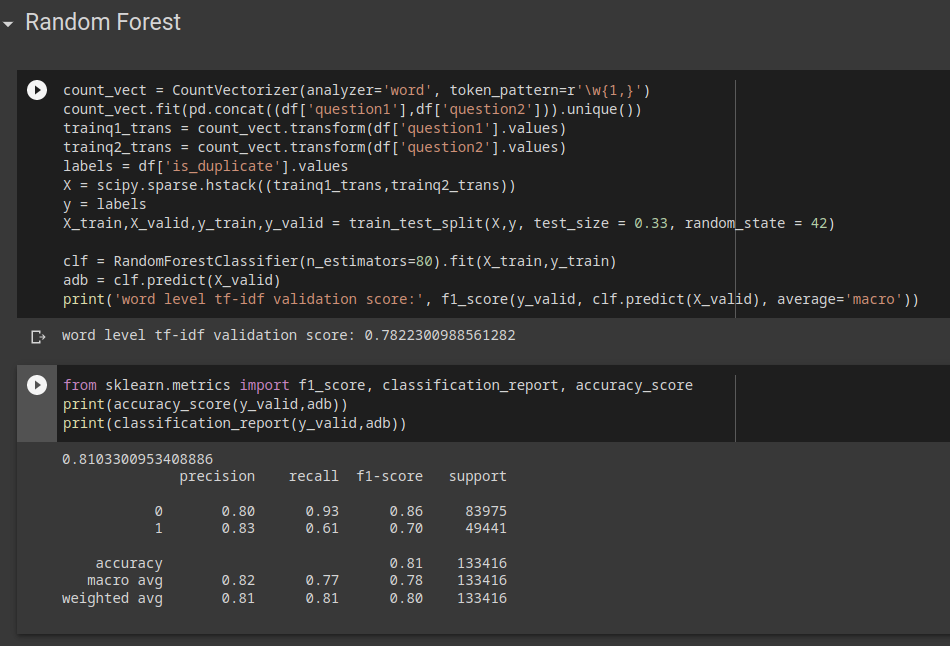 Random Forest
count_vect = CountVectorizer(analyzer='word', token_pattern=r'\w{1,}')
count_vect.fit(pd.concat((df['question1'],df['question2'])).unique())
trainq1_trans = count_vect.transform(df['question1'].values)
trainq2_trans = count_vect.transform(df['question2'].values)
labels = df['is_duplicate'].values
X = scipy.sparse.hstack((trainq1_trans,trainq2_trans))
y = labels
X_train,X_valid,y_train,y_valid = train_test_split(X,y, test_size = 0.33, random_state = 42)
clf = RandomForestClassifier(n_estimators=80).fit(X_train,y_train)
adb = clf.predict(X_valid)
print('word level tf-idf validation score:', f1_score(y_valid, clf.predict(X_valid), average='macro'))
word level tf-idf validation score: 0.7822300988561282
from sklearn.metrics import f1_score, classification_report, accuracy_score
print(accuracy_score(y_valid,adb))
print(classification_report(y_valid,adb))
0.8103300953408886
precision recall f1-score support
0 0.80 0.93 0.86 83975
1 0.83 0.61 0.70 49441
accuracy 0.81 133416
macro avg 0.82 0.77 0.78 133416
weighted avg 0.81 0.81 0.80 133416